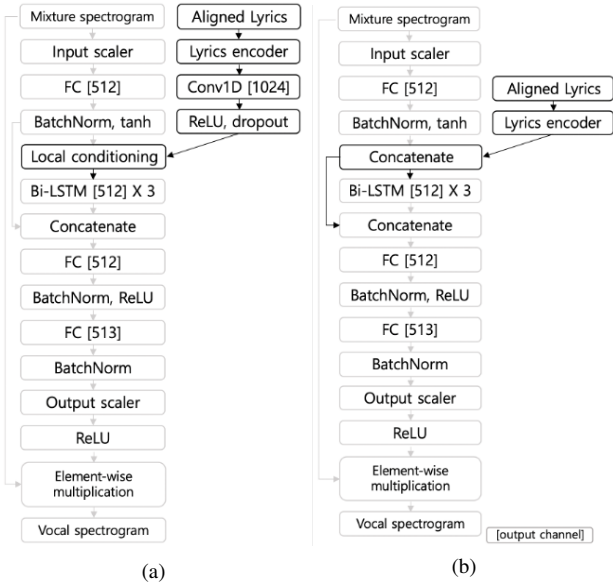 Mixture spectrogram
Input scaler
FC [512]
BatchNorm, tanh
Local conditioning
Bi-LSTM [512] X 3
Concatenate
FC [512]
BatchNorm, ReLU
FC [513]
BatchNorm
Output scaler
ReLU
Element-wise
multiplication
Vocal spectrogram
Aligned Lyrics
Lyrics encoder
Conv1D [1024]
ReLU, dropout
(a)
Mixture spectrogram
Input scaler
FC [512]
BatchNorm, tanh
Concatenate
Bi-LSTM [512] X 3
Concatenate
FC [512]
BatchNorm, ReLU
FC [513]
BatchNorm
Output scaler
ReLU
Element-wise
multiplication
Vocal spectrogram
Aligned Lyrics
Lyrics encoder
[output channel]
(b)